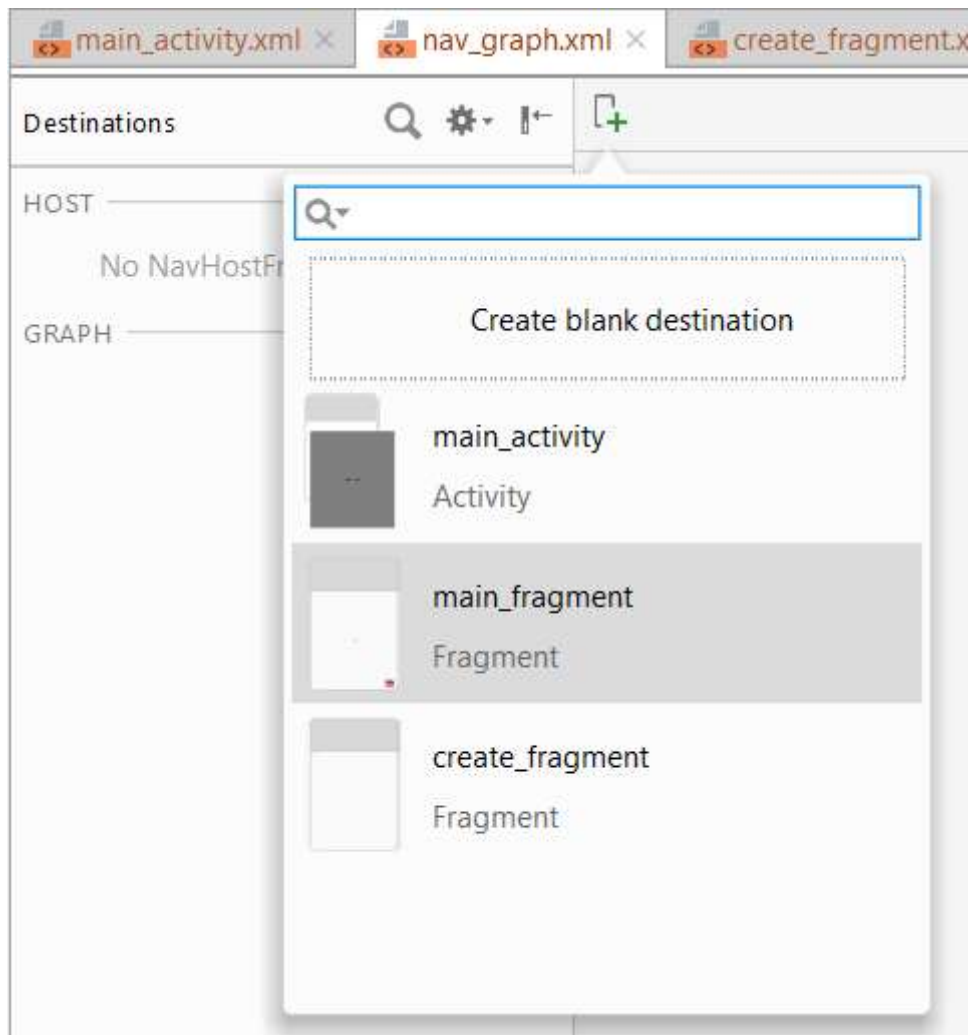 main_activity.xml
nav_graph.xml
create_fragment.x
Destinations
HOST
No NavHostFr
GRAPH
Create blank destination
main_activity
Activity
main_fragment
Fragment
create_fragment
Fragment